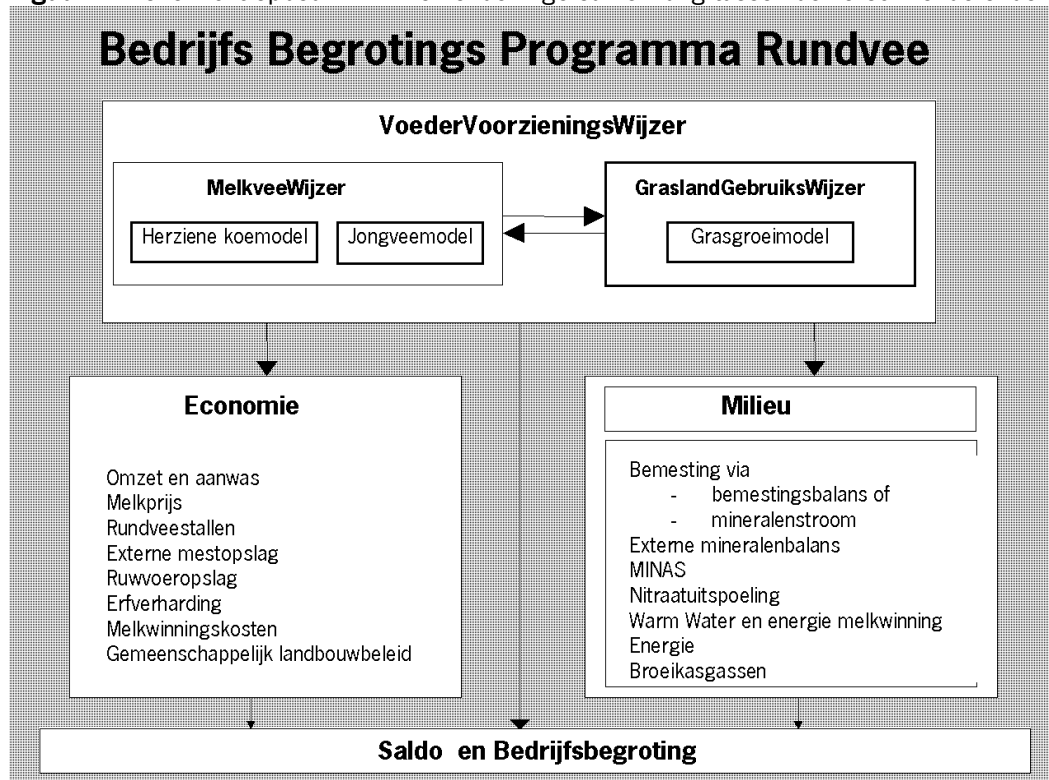 Bedrijfs Begrotings Programma Rundvee
VoederVoorzieningsWijzer
MelkveeWijzer
Herziene koemodel
Jongveemodel
GraslandGebruiksWijzer
Grasgroeimodel
Economie
Omzet en aanwas
Melkprijs
Rundveestallen
Externe mestopslag
Ruwvoeropslag
Erfverharding
Melkwinningskosten
Gemeenschappelijk landbouwbeleid
Milieu
Bemesting via
- bemestingsbalans of
- mineralenstroom
Externe mineralenbalans
MINAS
Nitraatuitspoeling
Warm Water en energie melkwinning
Energie
Broeikasgassen
Saldo en Bedrijfsbegroting